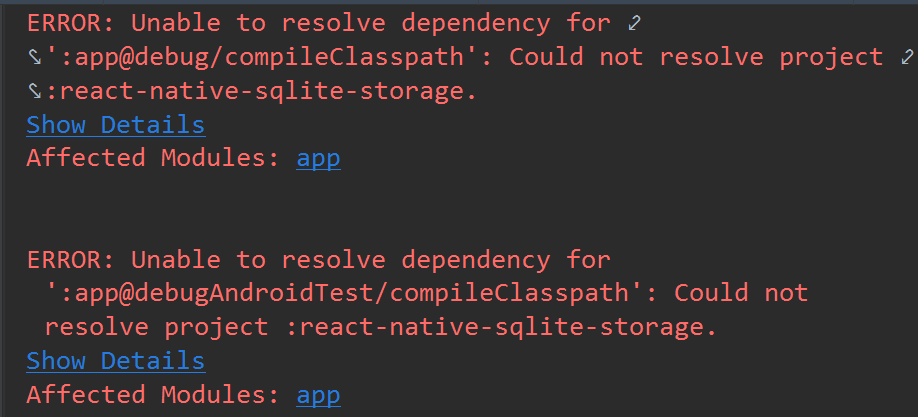 ERROR: Unable to resolve dependency for
':app@debug/compileClasspath': Could not resolve project
:react-native-sqlite-storage.
Show Details
Affected Modules: app
ERROR: Unable to resolve dependency for
':app@debugAndroidTest/compileClasspath': Could not
resolve project :react-native-sqlite-storage.
Show Details
Affected Modules: app